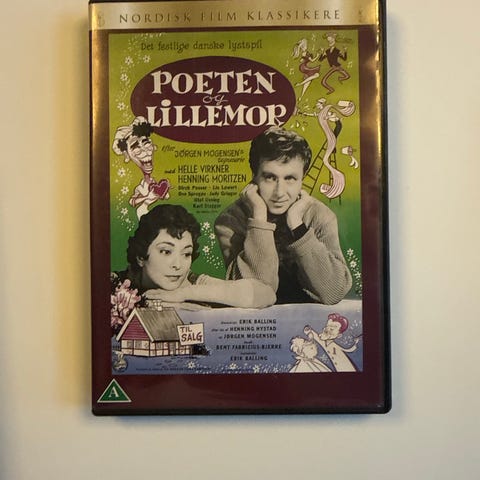 NORDISK FILM KLASSIKERE
Det festlige danske lystspil
POETEN
og
LILLEMOR
efter
JØRGEN MOGENSEN's
tegneserie
med HELLE VIRKNER
HENNING MORITZEN
Dirch Passer · Lis Løwert
Ove Sprogøe · Judy Gringer
Olaf Ussing
Karl Stegger
TIL
SALG
ERIK BALLING
HENNING NYSTAD
JØRGEN MOGENSEN
BENT FABRICIUS-BJERRE
ERIK BALLING
A